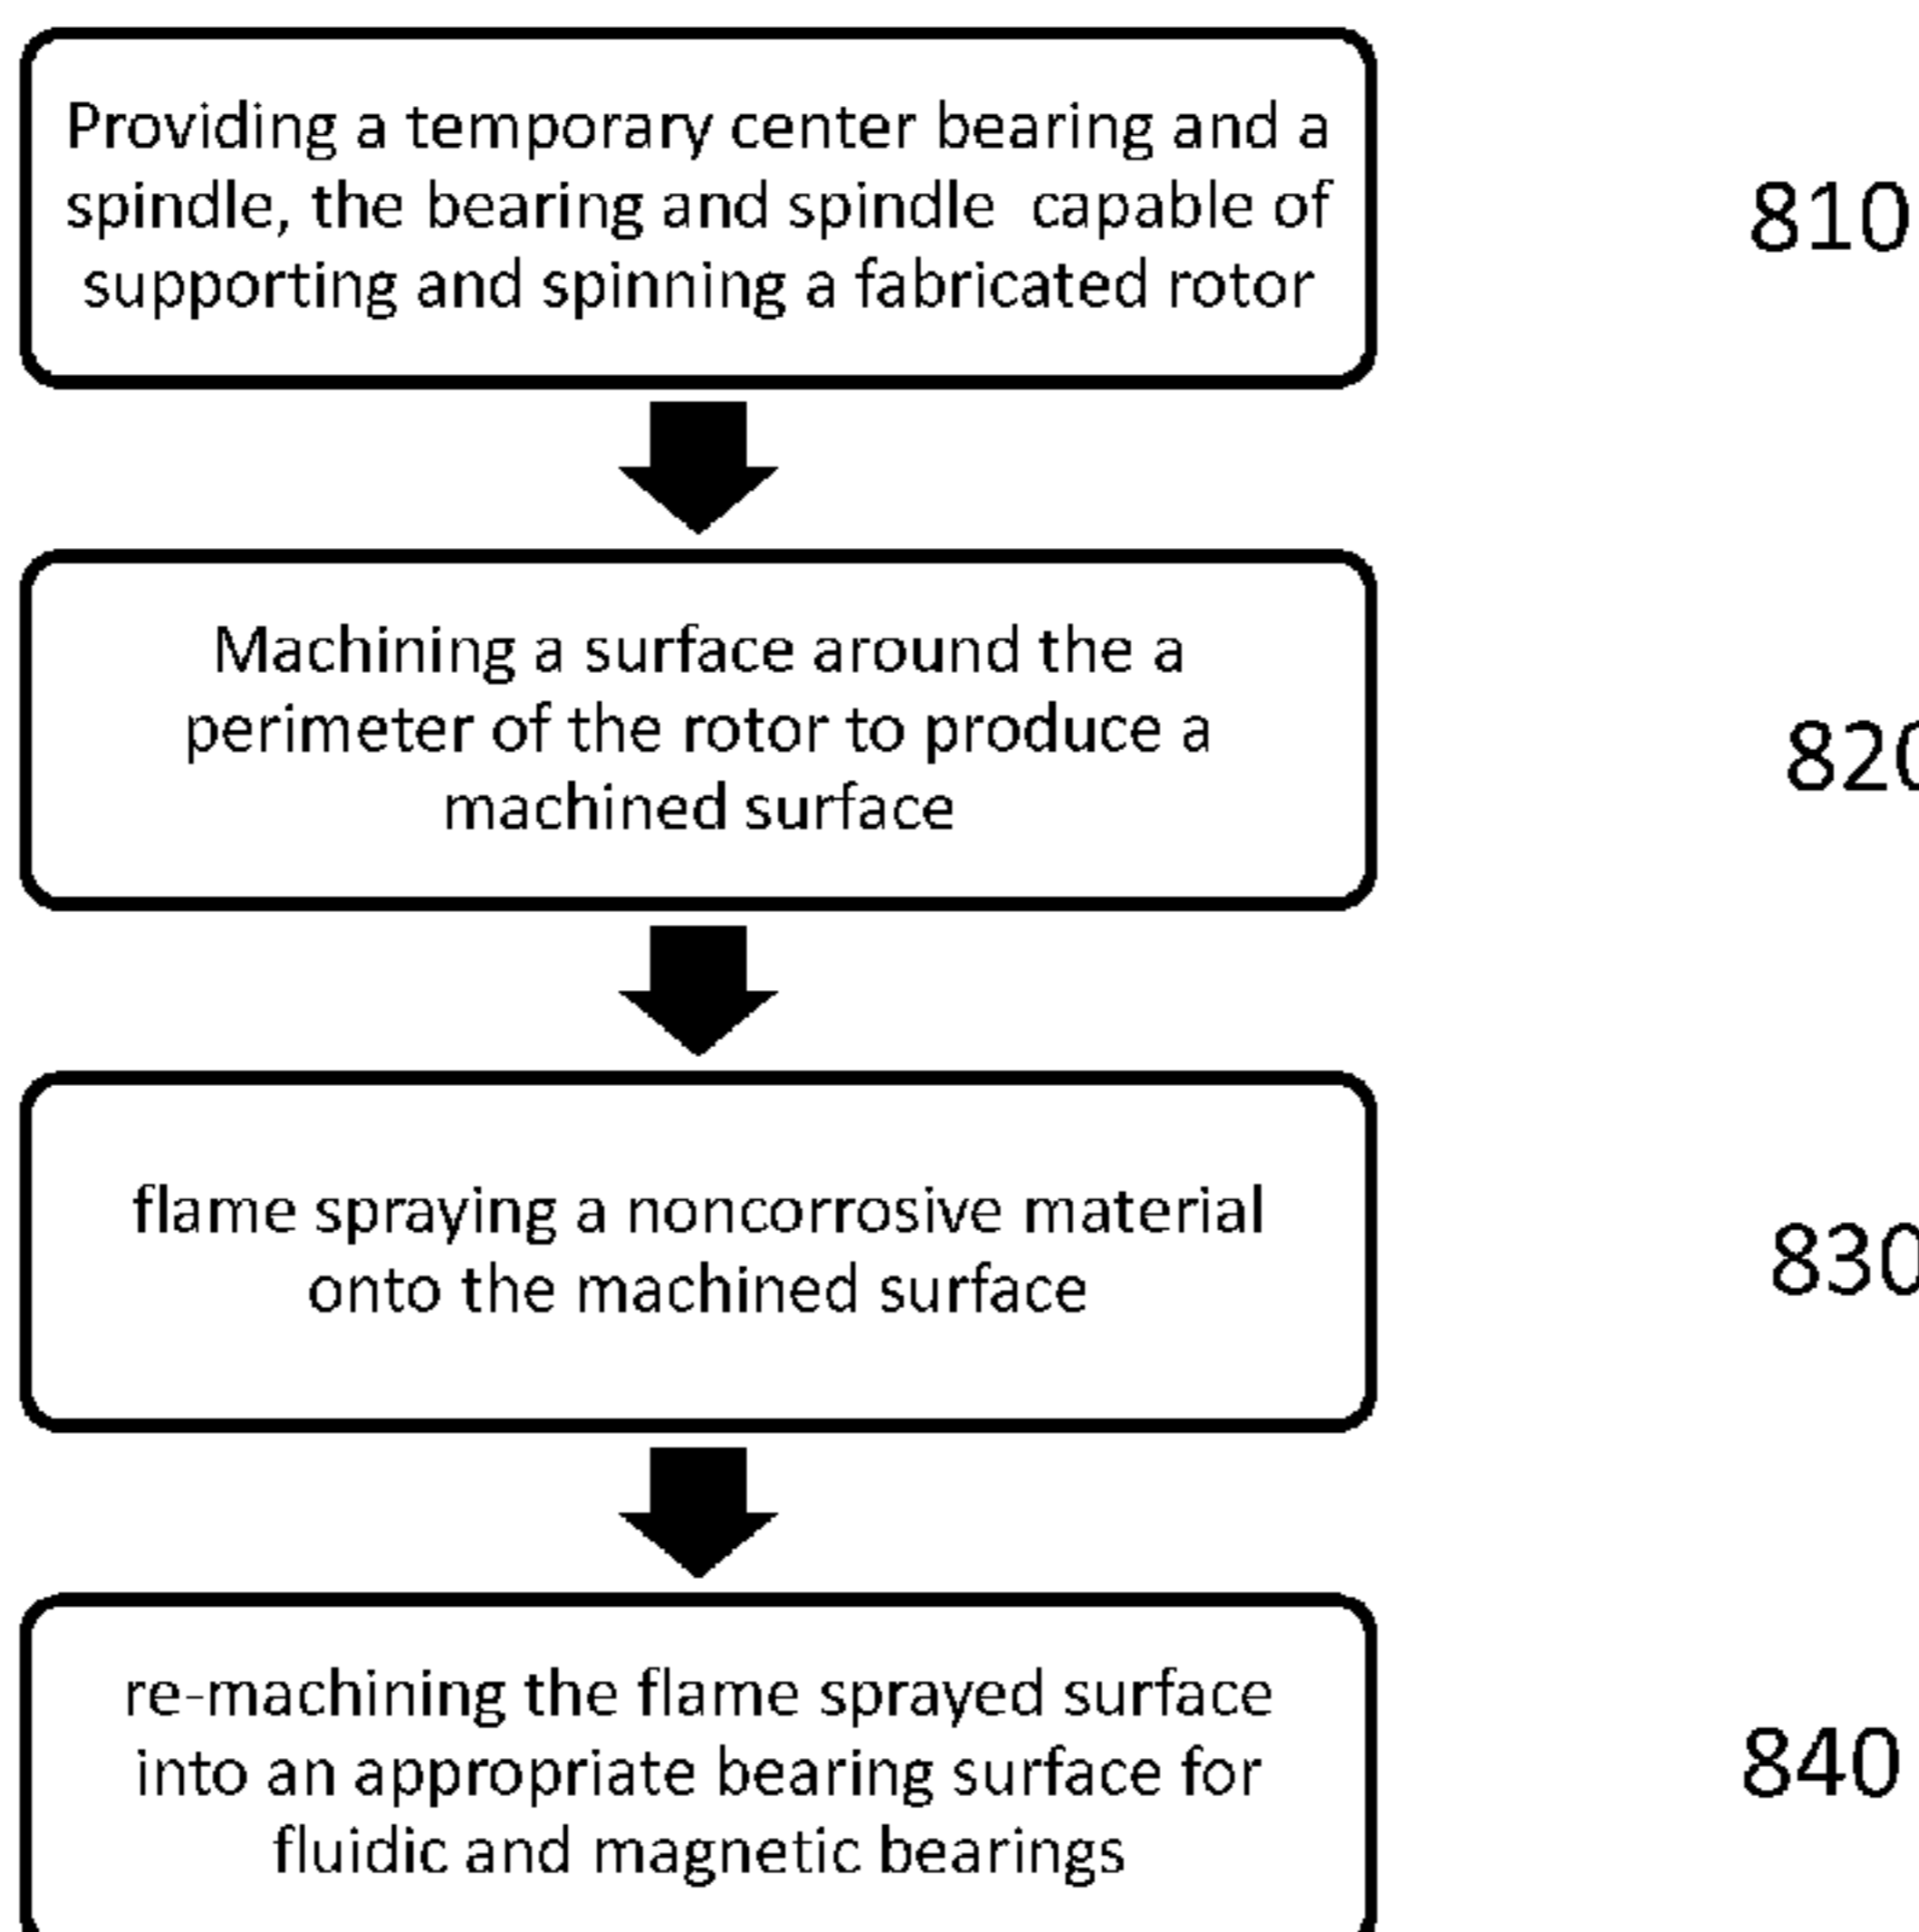 Providing a temporary center bearing and a
spindle, the bearing and spindle  capable of
supporting and spinning a fabricated rotor
810
Machining a surface around the a
perimeter of the rotor to produce a
machined surface
820
flame spraying a noncorrosive material
onto the machined surface
830
re-machining the flame sprayed surface
into an appropriate bearing surface for
fluidic and magnetic bearings
840